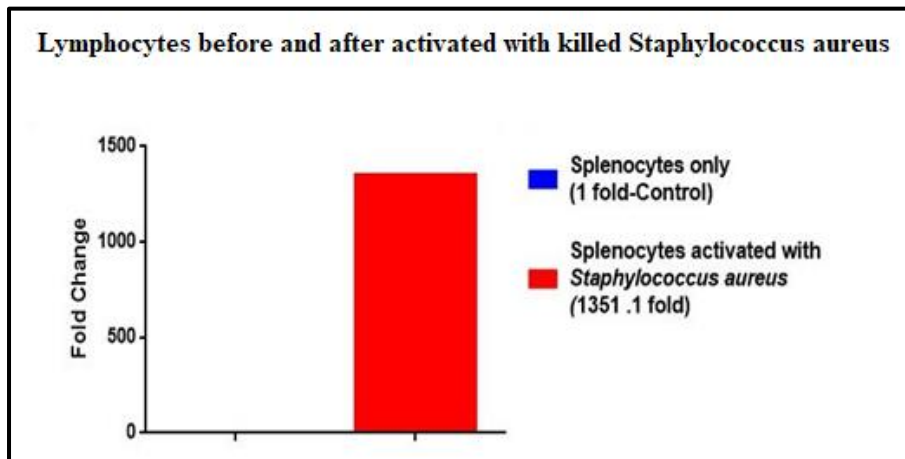 Lymphocytes before and after activated with killed Staphylococcus aureus
1500
1000
500
0
Fold Change
Splenocytes only
(1 fold-Control)
Splenocytes activated with
Staphylococcus aureus
(1351 .1 fold)